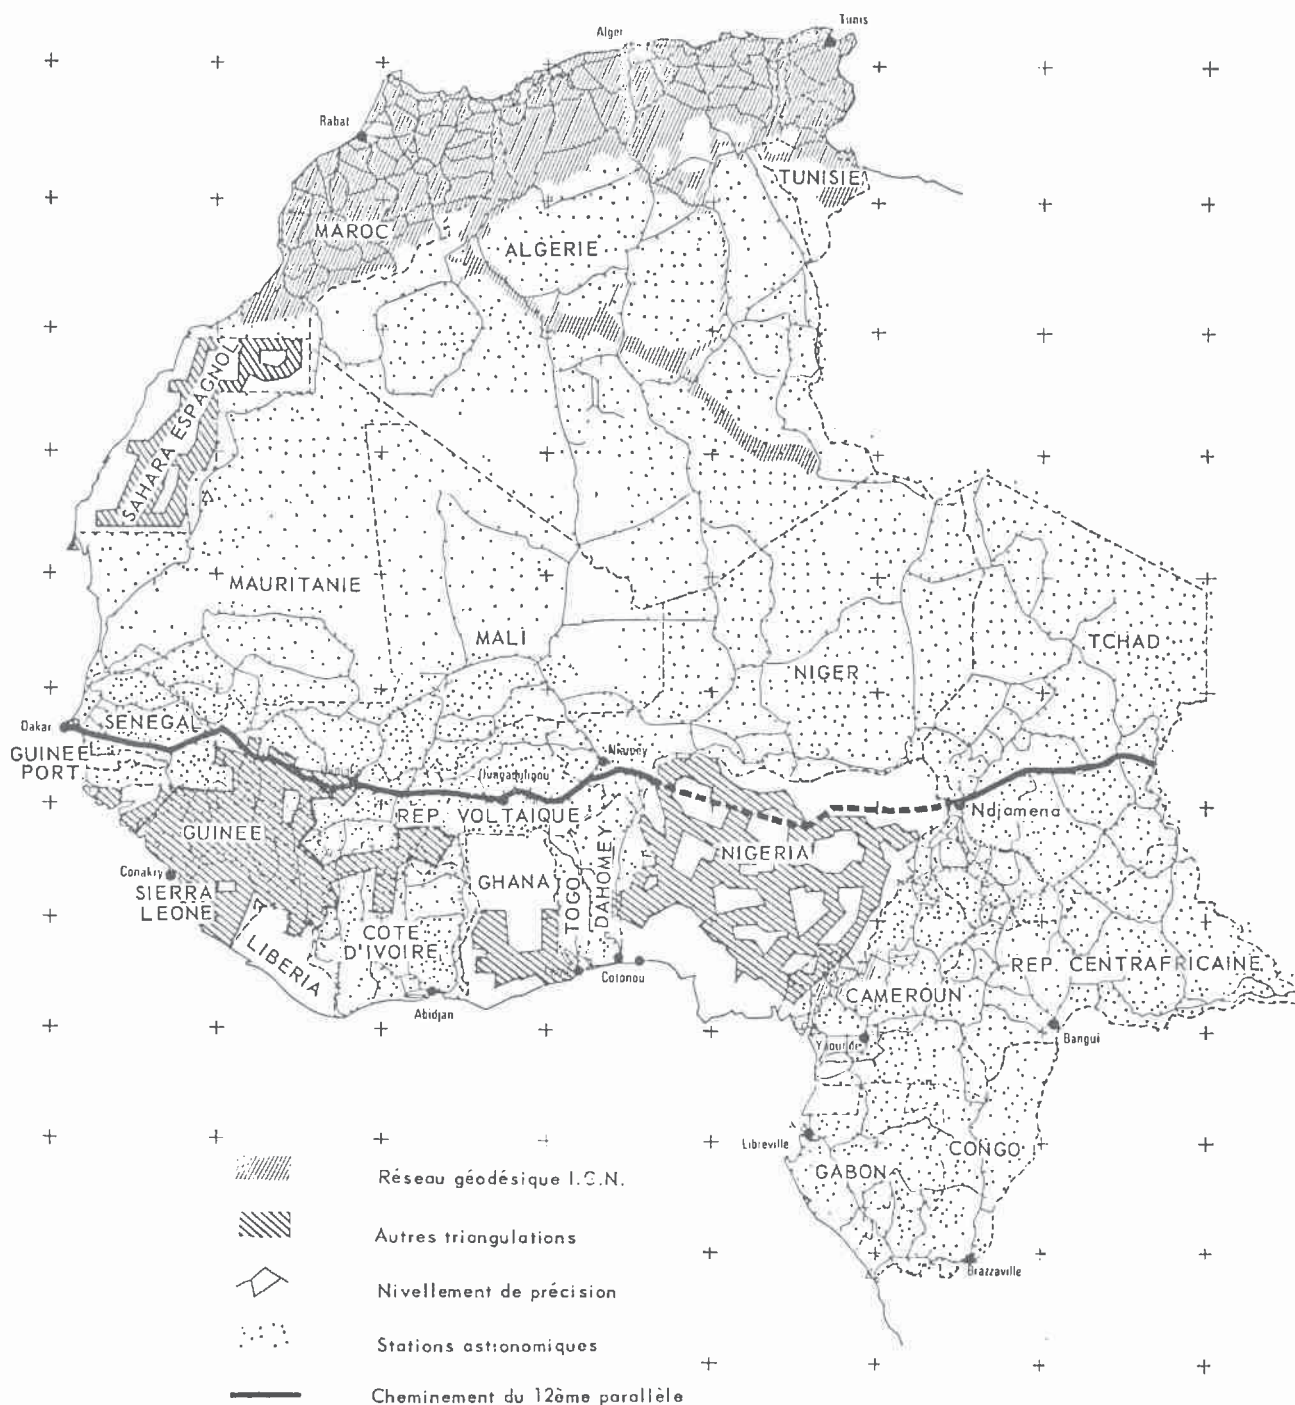 Tunis
Alger
Rabat
TUNISIE
MAROC
ALGERIE
SAHARA ESPAGNOL
MAURITANIE
MALI
TCHAD
NIGER
Dakar
SENEGAL
GUINEE
PORT
Niamey
REP. VOLTAIQUE
Ndjamena
GUINEE
NIGERIA
Conakry
SIERRA
LEONE
GHANA
TOGO
DAHOMEY
COTE
D'IVOIRE
LIBERIA
REP. CENTRAFRICAINE
Cotonou
CAMEROUN
Abidjan
Bangui
Libreville
CONGO
GABON
Brazzaville
Réseau géodésique I.G.N.
Autres triangulations
Nivellement de précision
Stations astronomiques
Cheminement du 12ème parallèle